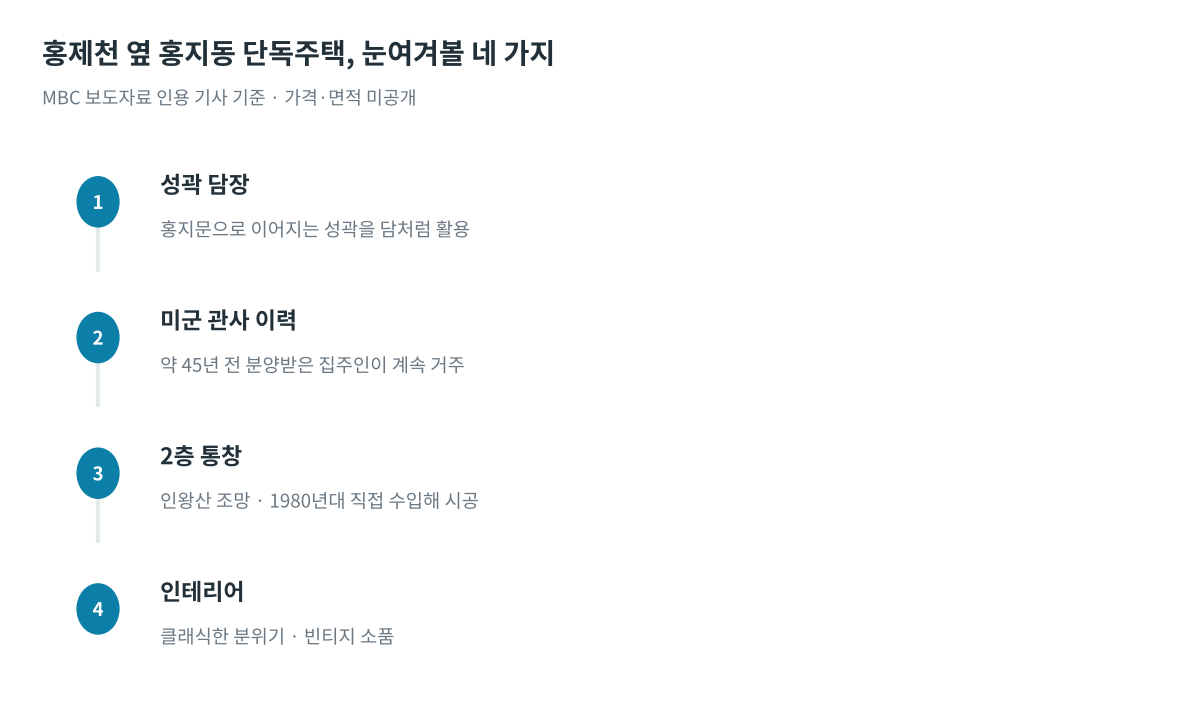 홍제천 옆 홍지동 단독주택, 눈여겨볼 네 가지
MBC 보도자료 인용 기사 기준 · 가격·면적 미공개
1
성곽 담장
홍지문으로 이어지는 성곽을 담처럼 활용
2
미군 관사 이력
약 45년 전 분양받은 집주인이 계속 거주
3
2층 통창
인왕산 조망 · 1980년대 직접 수입해 시공
4
인테리어
클래식한 분위기 · 빈티지 소품